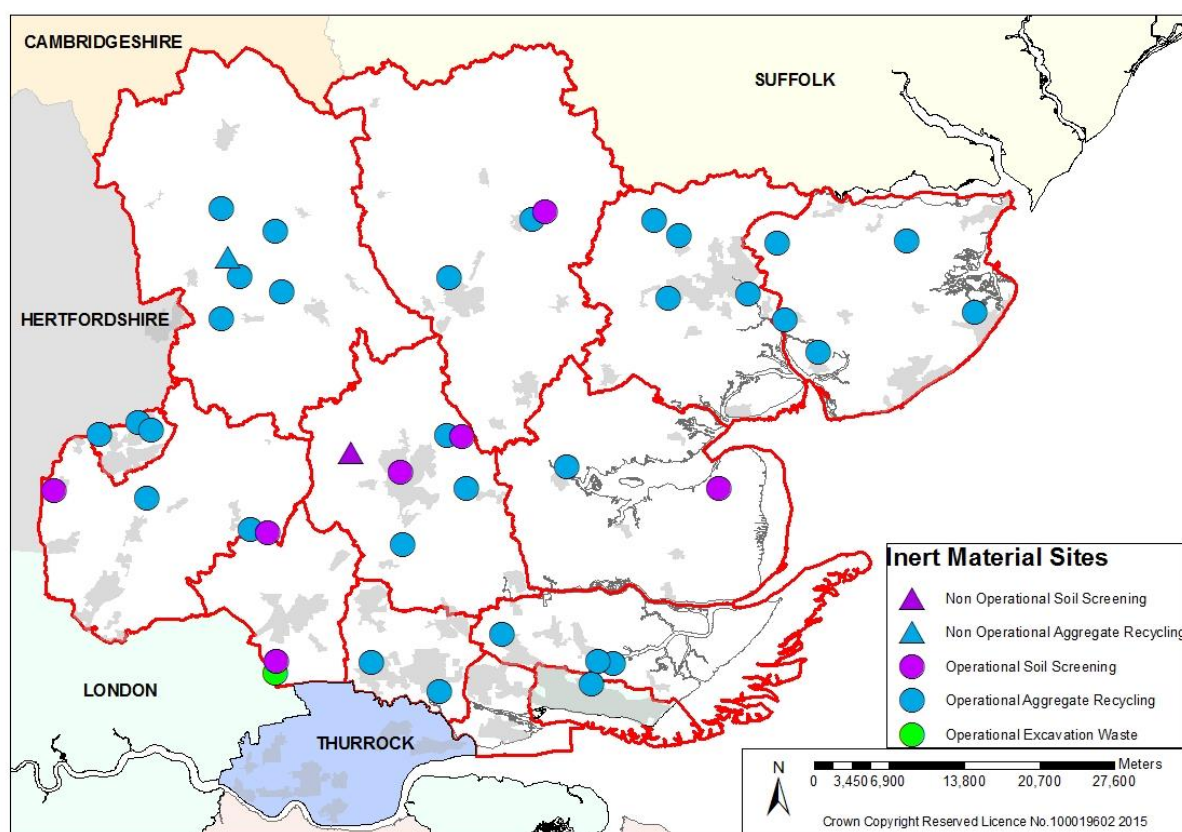 CAMBRIDGESHIRE
SUFFOLK
HERTFORDSHIRE
LONDON
THURROCK
Inert Material Sites
Non Operational Soil Screening
Non Operational Aggregate Recycling
Operational Soil Screening
Operational Aggregate Recycling
Operational Excavation Waste
N
Meters
0 3,450 6,900 13,800 20,700 27,600
Crown Copyright Reserved Licence No.100019602 2015